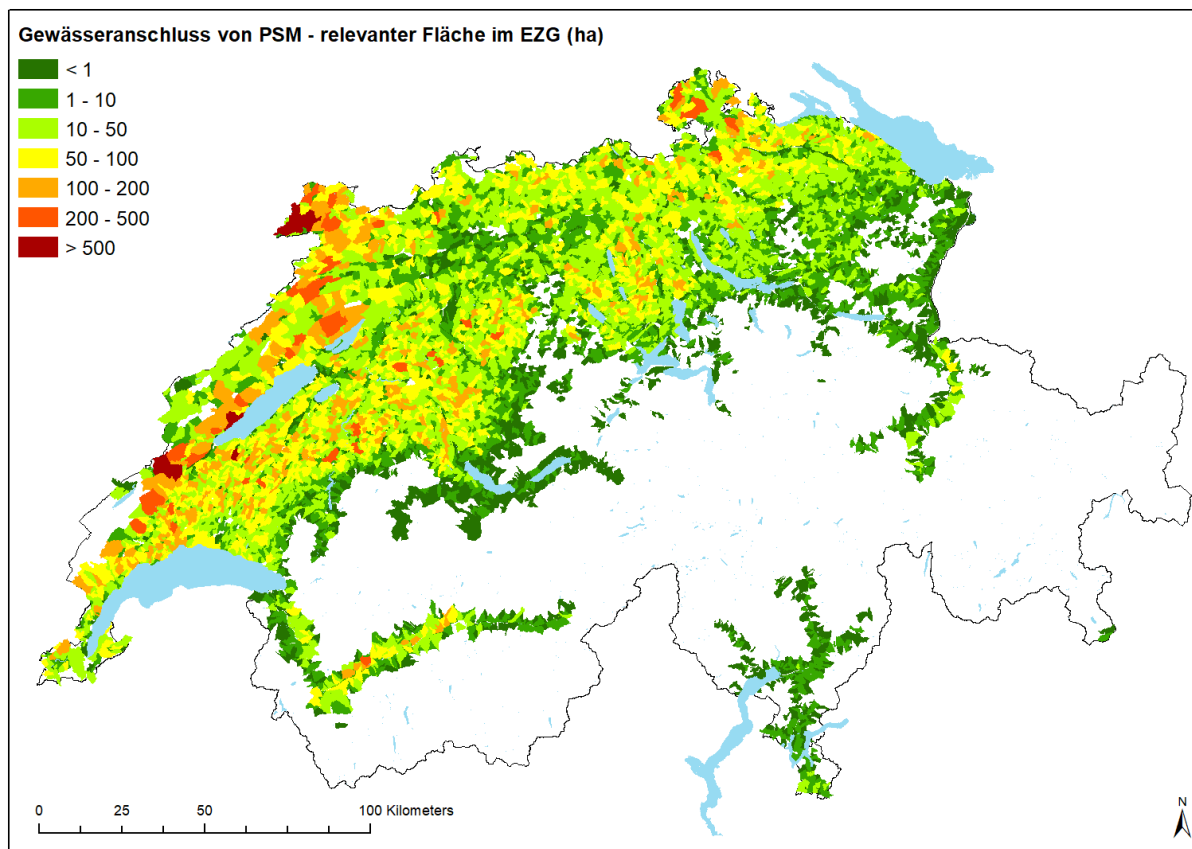 Gewässeranschluss von PSM - relevanter Fläche im EZG (ha)
< 1
1 - 10
10 - 50
50 - 100
100 - 200
200 - 500
> 500
0 25 50 100 Kilometers
N